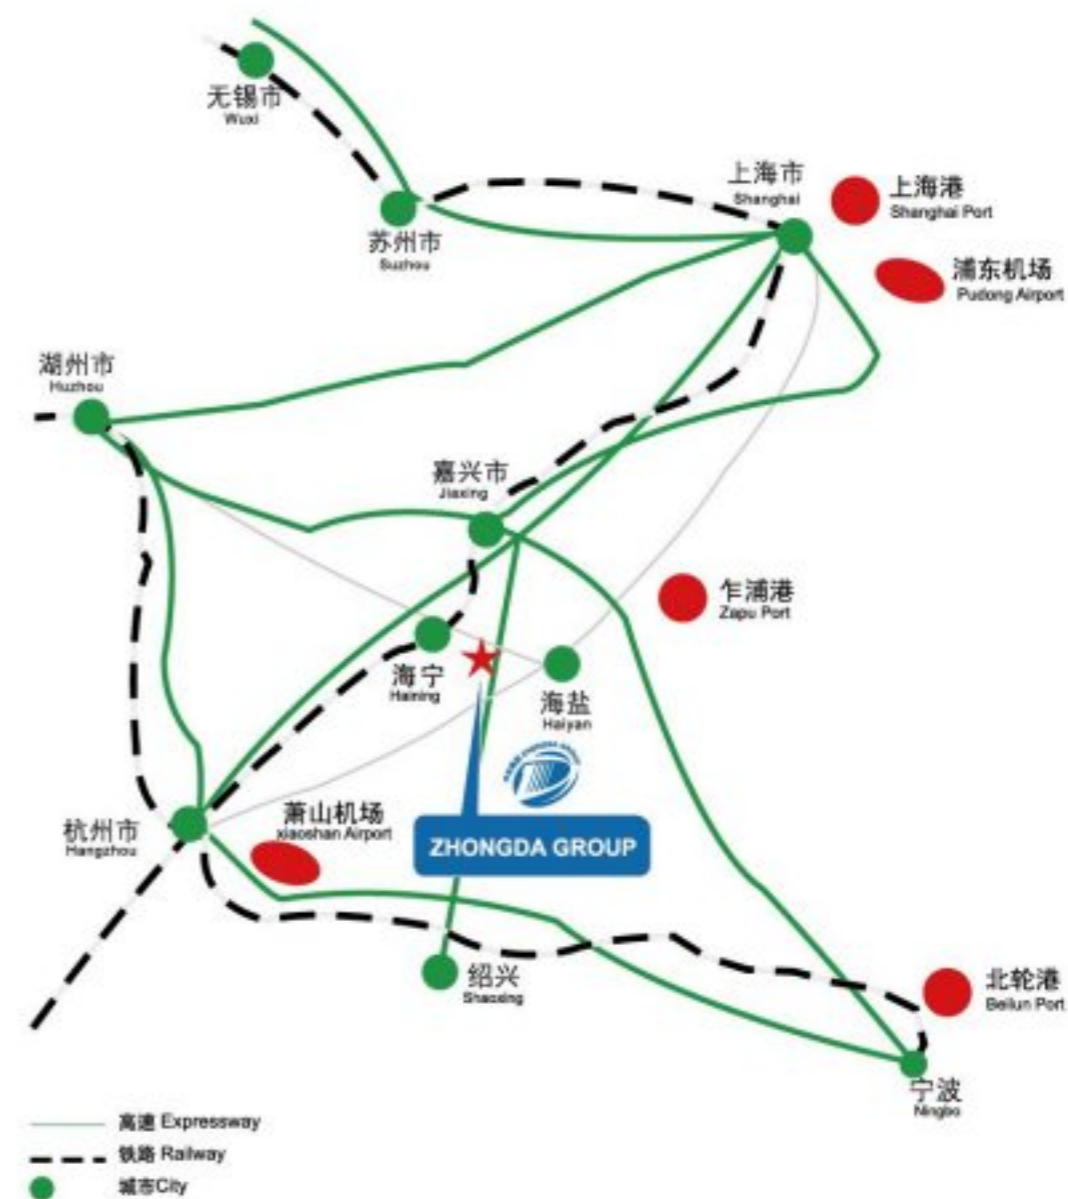 无锡市
Wuxi
上海市
Shanghai
上海港
Shanghai Port
苏州市
Suzhou
浦东机场
Pudong Airport
湖州市
Huzhou
嘉兴市
Jiaxing
乍浦港
Zapu Port
海宁
Haining
海盐
Haiyan
萧山机场
xiaoshan Airport
杭州市
Hangzhou
ZHONGDA GROUP
绍兴
Shaoxing
北轮港
Beilun Port
宁波
Ningbo
高速 Expressway
铁路 Railway
城市City